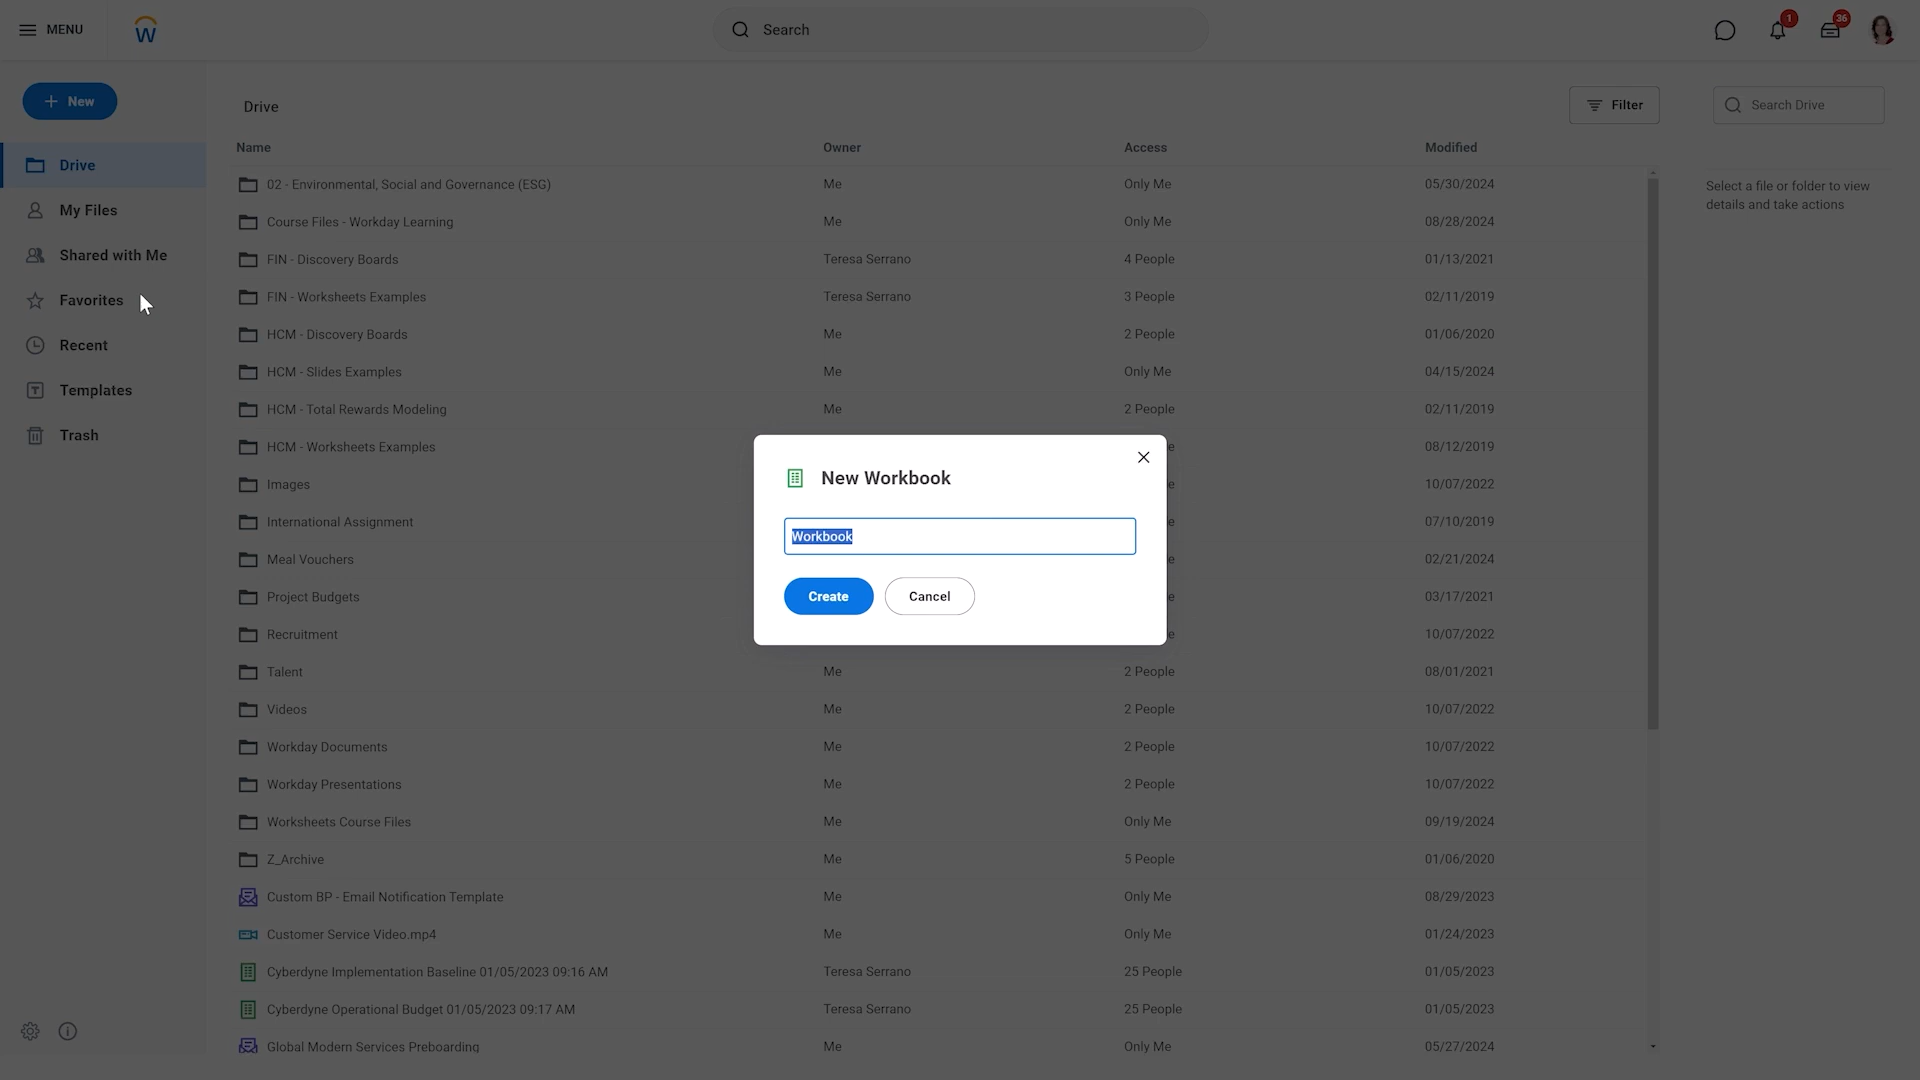 MENU
Search
1
36
New
Drive
My Files
Shared with Me
Favorites
Recent
Templates
Trash
Drive
Filter
Search Drive
Name Owner Access Modified
02 - Environmental, Social and Governance (ESG) Me Only Me 05/30/2024
Course Files - Workday Learning Me Only Me 08/28/2024
FIN - Discovery Boards Teresa Serrano 4 People 01/13/2021
FIN - Worksheets Examples Teresa Serrano 3 People 02/11/2019
HCM - Discovery Boards Me 2 People 01/06/2020
HCM - Slides Examples Me Only Me 04/15/2024
HCM - Total Rewards Modeling Me 2 People 02/11/2019
HCM - Worksheets Examples e 08/12/2019
Images e 10/07/2022
International Assignment e 07/10/2019
Meal Vouchers e 02/21/2024
Project Budgets e 03/17/2021
Recruitment e 10/07/2022
Talent Me 2 People 08/01/2021
Videos Me 2 People 10/07/2022
Workday Documents Me 2 People 10/07/2022
Workday Presentations Me 2 People 10/07/2022
Worksheets Course Files Me Only Me 09/19/2024
Z_Archive Me 5 People 01/06/2020
Custom BP - Email Notification Template Me Only Me 08/29/2023
Customer Service Video.mp4 Me Only Me 01/24/2023
Cyberdyne Implementation Baseline 01/05/2023 09:16 AM Teresa Serrano 25 People 01/05/2023
Cyberdyne Operational Budget 01/05/2023 09:17 AM Teresa Serrano 25 People 01/05/2023
Global Modern Services Preboarding Me Only Me 05/27/2024
Select a file or folder to view
details and take actions
New Workbook
Workbook
Create Cancel